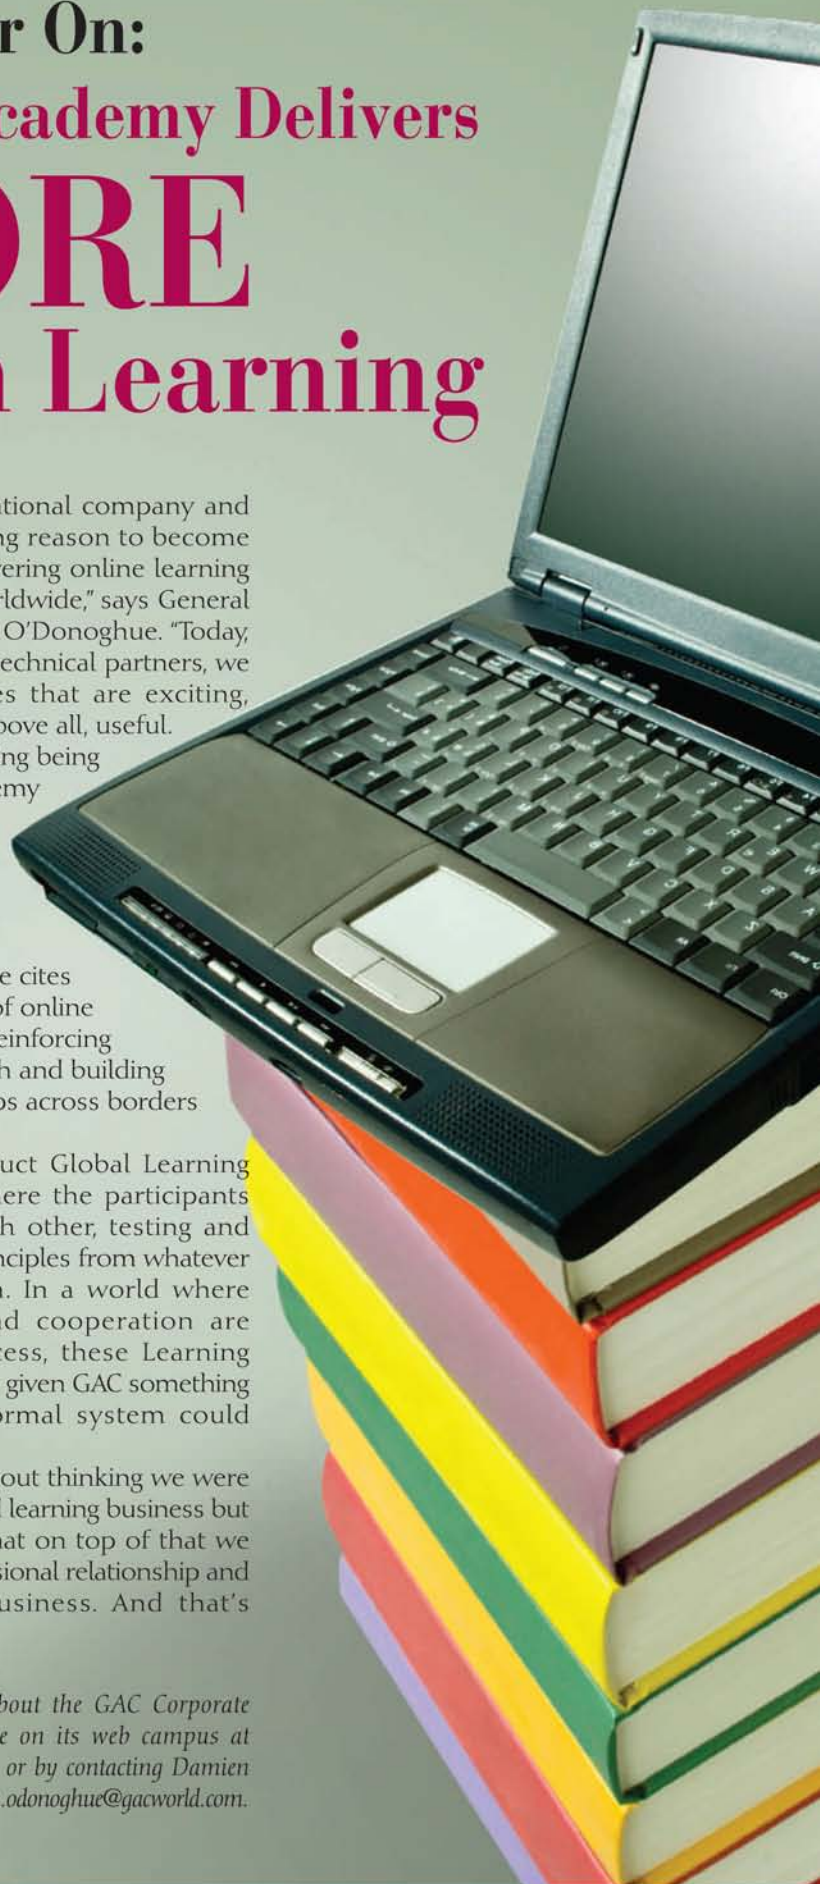 r On:
cademy Delivers
ORE
Learning
ational company and
ng reason to become
ering online learning
rldwide,” says General
O’Donoghue. “Today,
echnical partners, we
es that are exciting,
bove all, useful.
ng being
emy
e cites
of online
einforcing
h and building
ps across borders
uct Global Learning
ere the participants
h other, testing and
nciples from whatever
. In a world where
nd cooperation are
cess, these Learning
given GAC something
ormal system could
out thinking we were
learning business but
hat on top of that we
sional relationship and
usiness. And that’s
bout the GAC Corporate
e on its web campus at
or by contacting Damien
.odonoghue@gacworld.com.